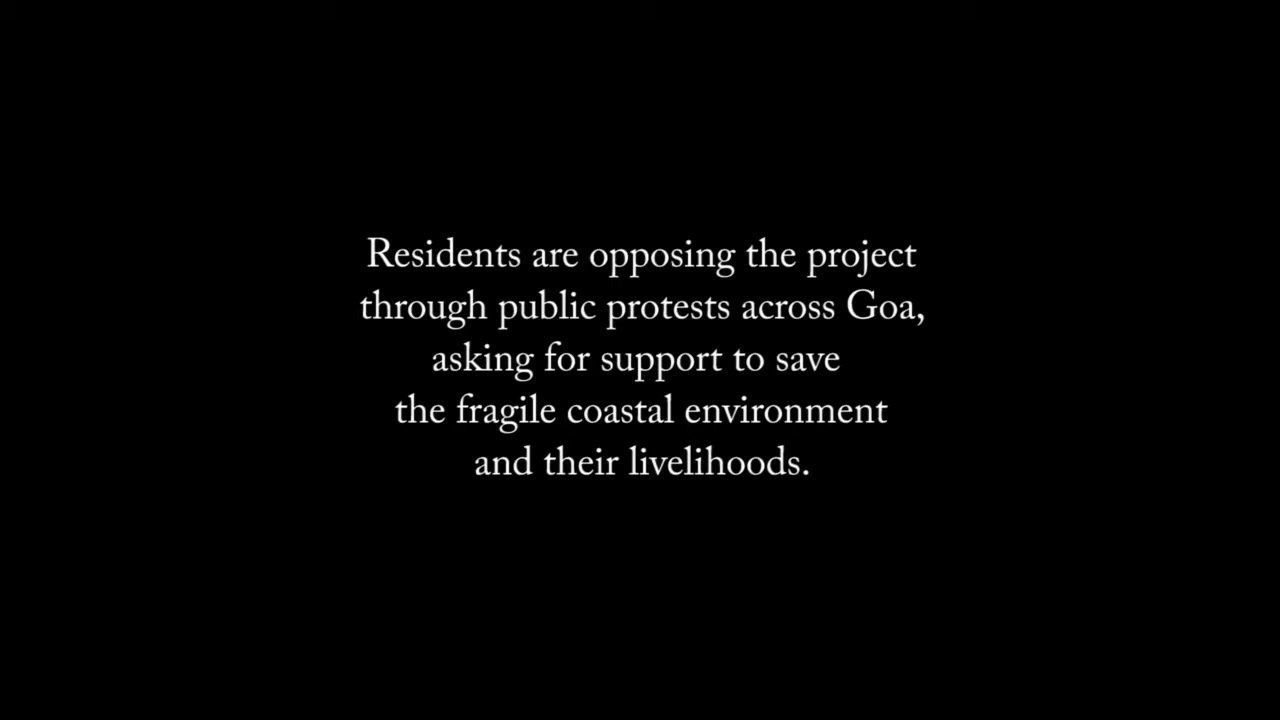 Residents are opposing the project
through public protests across Goa,
asking for support to save
the fragile coastal environment
and their livelihoods.